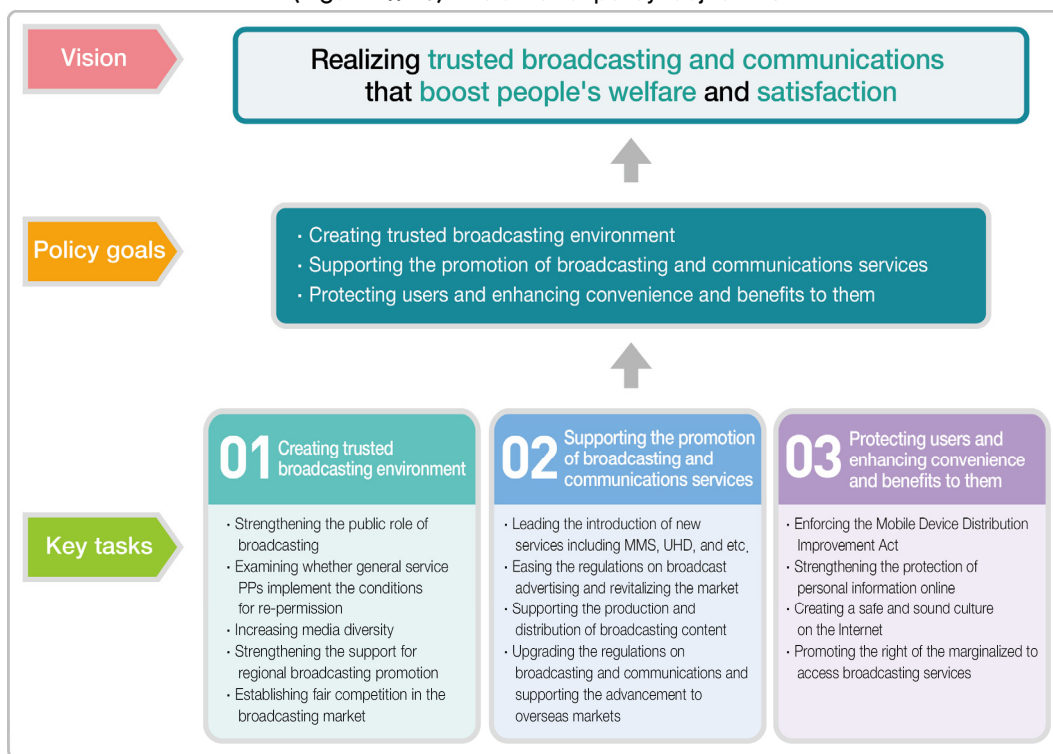 Vision
Realizing trusted broadcasting and communications
that boost people's welfare and satisfaction
Policy goals
· Creating trusted broadcasting environment
· Supporting the promotion of broadcasting and communications services
· Protecting users and enhancing convenience and benefits to them
Key tasks
01 Creating trusted
broadcasting environment
· Strengthening the public role of
broadcasting
· Examining whether general service
PPs implement the conditions
for re-permission
· Increasing media diversity
· Strengthening the support for
regional broadcasting promotion
· Establishing fair competition in the
broadcasting market
02 Supporting the promotion
of broadcasting and
communications services
· Leading the introduction of new
services including MMS, UHD, and etc.
· Easing the regulations on broadcast
advertising and revitalizing the market
· Supporting the production and
distribution of broadcasting content
· Upgrading the regulations on
broadcasting and communications and
supporting the advancement to
overseas markets
03 Protecting users and
enhancing convenience
and benefits to them
· Enforcing the Mobile Device Distribution
Improvement Act
· Strengthening the protection of
personal information online
· Creating a safe and sound culture
on the Internet
· Promoting the right of the marginalized to
access broadcasting services